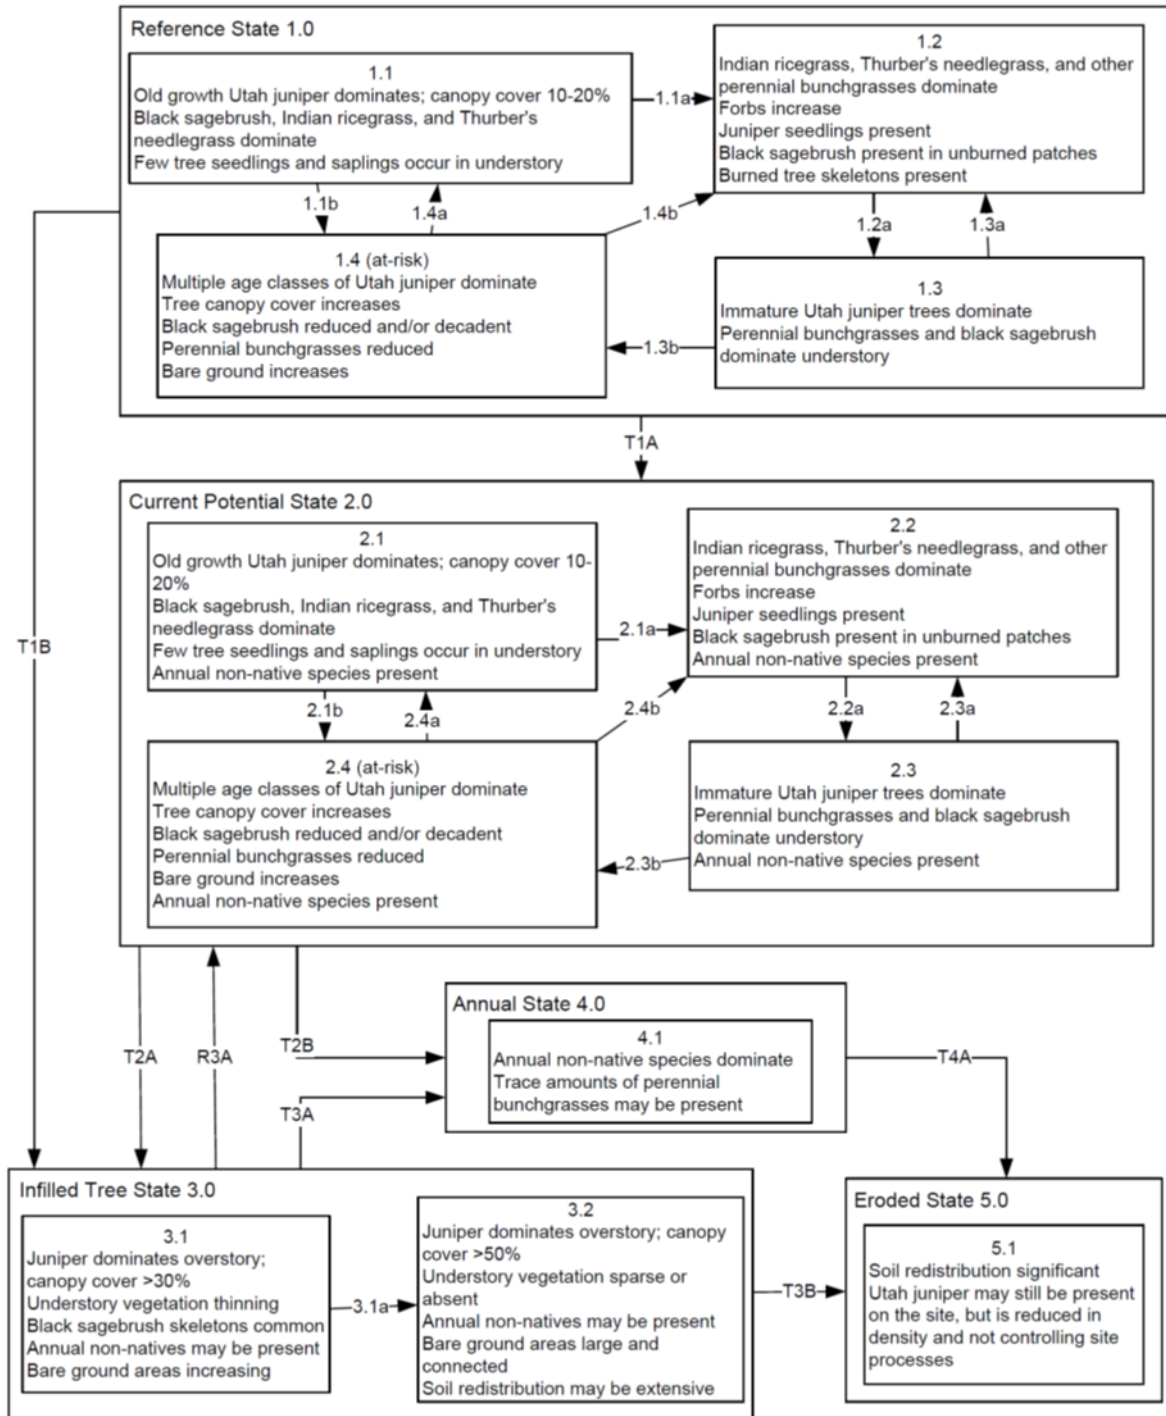 Reference State 1.0
1.1
Old growth Utah juniper dominates; canopy cover 10-20%
Black sagebrush, Indian ricegrass, and Thurber's
needlegrass dominate
Few tree seedlings and saplings occur in understory
1.1a
1.2
Indian ricegrass, Thurber's needlegrass, and other
perennial bunchgrasses dominate
Forbs increase
Juniper seedlings present
Black sagebrush present in unburned patches
Burned tree skeletons present
1.1b
1.4a
1.4b
1.2a
1.3a
1.4 (at-risk)
Multiple age classes of Utah juniper dominate
Tree canopy cover increases
Black sagebrush reduced and/or decadent
Perennial bunchgrasses reduced
Bare ground increases
1.3b
1.3
Immature Utah juniper trees dominate
Perennial bunchgrasses and black sagebrush
dominate understory
T1A
T1B
Current Potential State 2.0
2.1
Old growth Utah juniper dominates; canopy cover 10-
20%
Black sagebrush, Indian ricegrass, and Thurber's
needlegrass dominate
Few tree seedlings and saplings occur in understory
Annual non-native species present
2.1a
2.2
Indian ricegrass, Thurber's needlegrass, and other
perennial bunchgrasses dominate
Forbs increase
Juniper seedlings present
Black sagebrush present in unburned patches
Annual non-native species present
2.1b
2.4a
2.4b
2.2a
2.3a
2.4 (at-risk)
Multiple age classes of Utah juniper dominate
Tree canopy cover increases
Black sagebrush reduced and/or decadent
Perennial bunchgrasses reduced
Bare ground increases
Annual non-native species present
2.3b
2.3
Immature Utah juniper trees dominate
Perennial bunchgrasses and black sagebrush
dominate understory
Annual non-native species present
T2A
R3A
T2B
T3A
Annual State 4.0
4.1
Annual non-native species dominate
Trace amounts of perennial
bunchgrasses may be present
T4A
Infilled Tree State 3.0
3.1
Juniper dominates overstory;
canopy cover >30%
Understory vegetation thinning
Black sagebrush skeletons common
Annual non-natives may be present
Bare ground areas increasing
3.1a
3.2
Juniper dominates overstory; canopy
cover >50%
Understory vegetation sparse or
absent
Annual non-natives may be present
Bare ground areas large and
connected
Soil redistribution may be extensive
T3B
Eroded State 5.0
5.1
Soil redistribution significant
Utah juniper may still be present
on the site, but is reduced in
density and not controlling site
processes